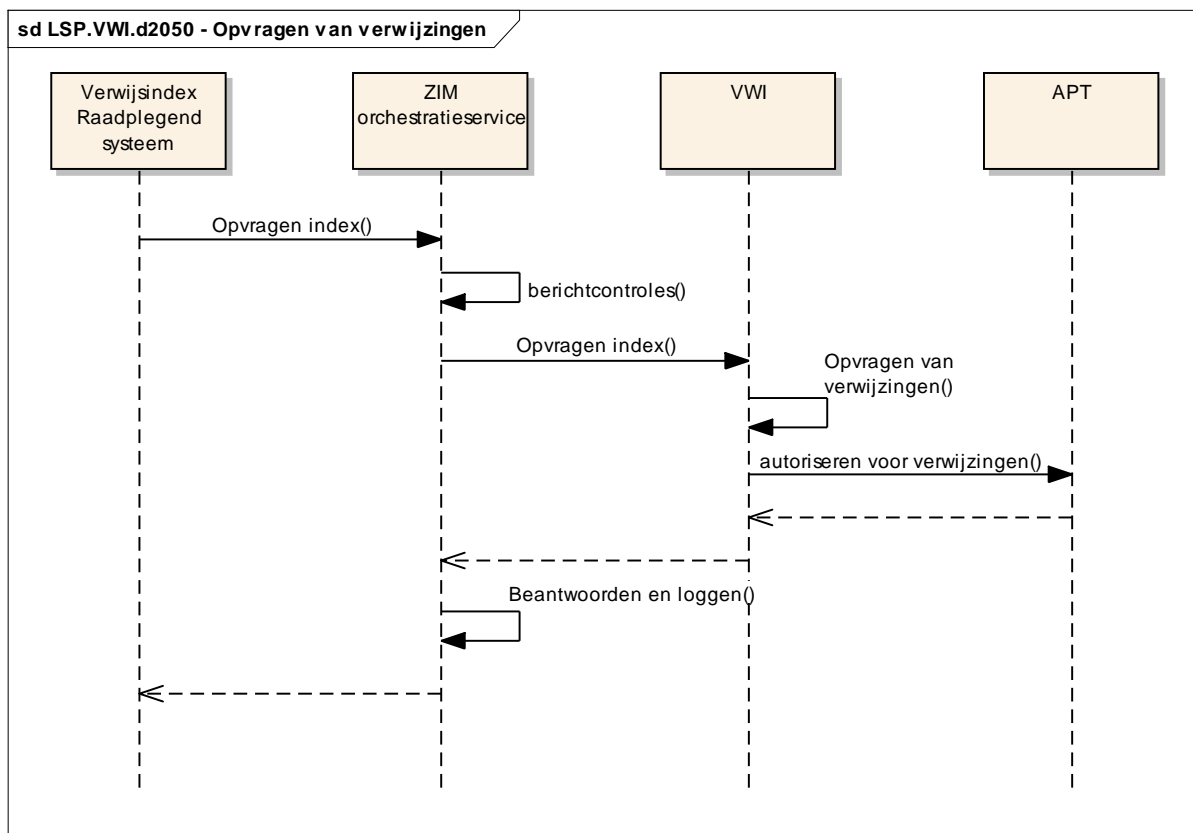 sd LSP.VWI.d2050 - Opvragen van verwijzingen
Verwijsindex
Raadplegend
systeem
ZIM
orchestratieservice
VWI
APT
Opvragen index()
berichtcontroles()
Opvragen index()
Opvragen van
verwijzingen()
autoriseren voor verwijzingen()
Beantwoorden en loggen()